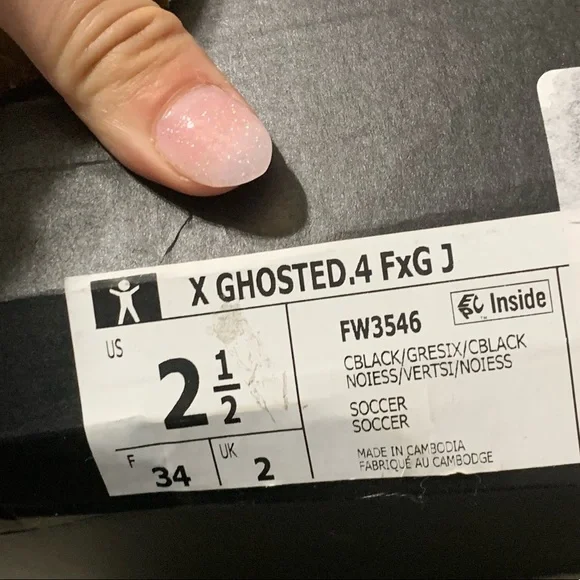 X GHOSTED.4 FxG J
US
2 1/2
F 34
UK 2
FW3546
Inside
CBLACK/GRESIX/CBLACK
NOIESS/VERTSI/NOIESS
SOCCER
SOCCER
MADE IN CAMBODIA
FABRIQUÉ AU CAMBODGE